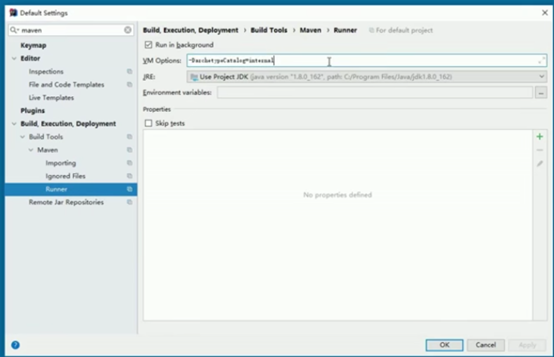 Default Settings
maven
Keymap
Editor
Inspections
File and Code Templates
Live Templates
Plugins
Build, Execution, Deployment
Build Tools
Maven
Importing
Ignored Files
Runner
Remote Jar Repositories
Build, Execution, Deployment › Build Tools › Maven › Runner For default project
Run in background
VM Options: -DarchetypeCatalog=internal
JRE: Use Project JDK (java version "1.8.0_162", path: C:/Program Files/Java/jdk1.8.0_162)
Environment variables:
Properties
Skip tests
No properties defined
OK Cancel Apply